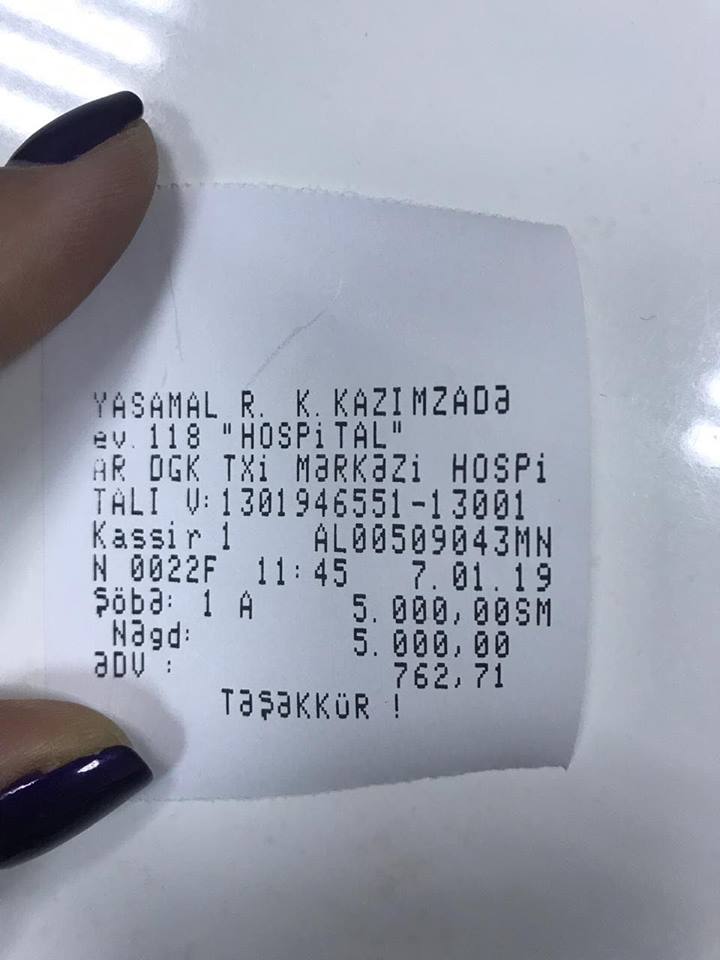 YASAMAL R. K.KAZIMZADə
ev.118 "HOSPiTAL"
AR DGK TXi MəRKəZi HOSPi
TALI V:1301946551-13001
Kassir 1 AL00509043MN
N 0022F 11:45 7.01.19
Şöbə: 1 A 5.000,00SM
Nəgd: 5.000,00
əDV : 762,71
TəŞəKKÜR !